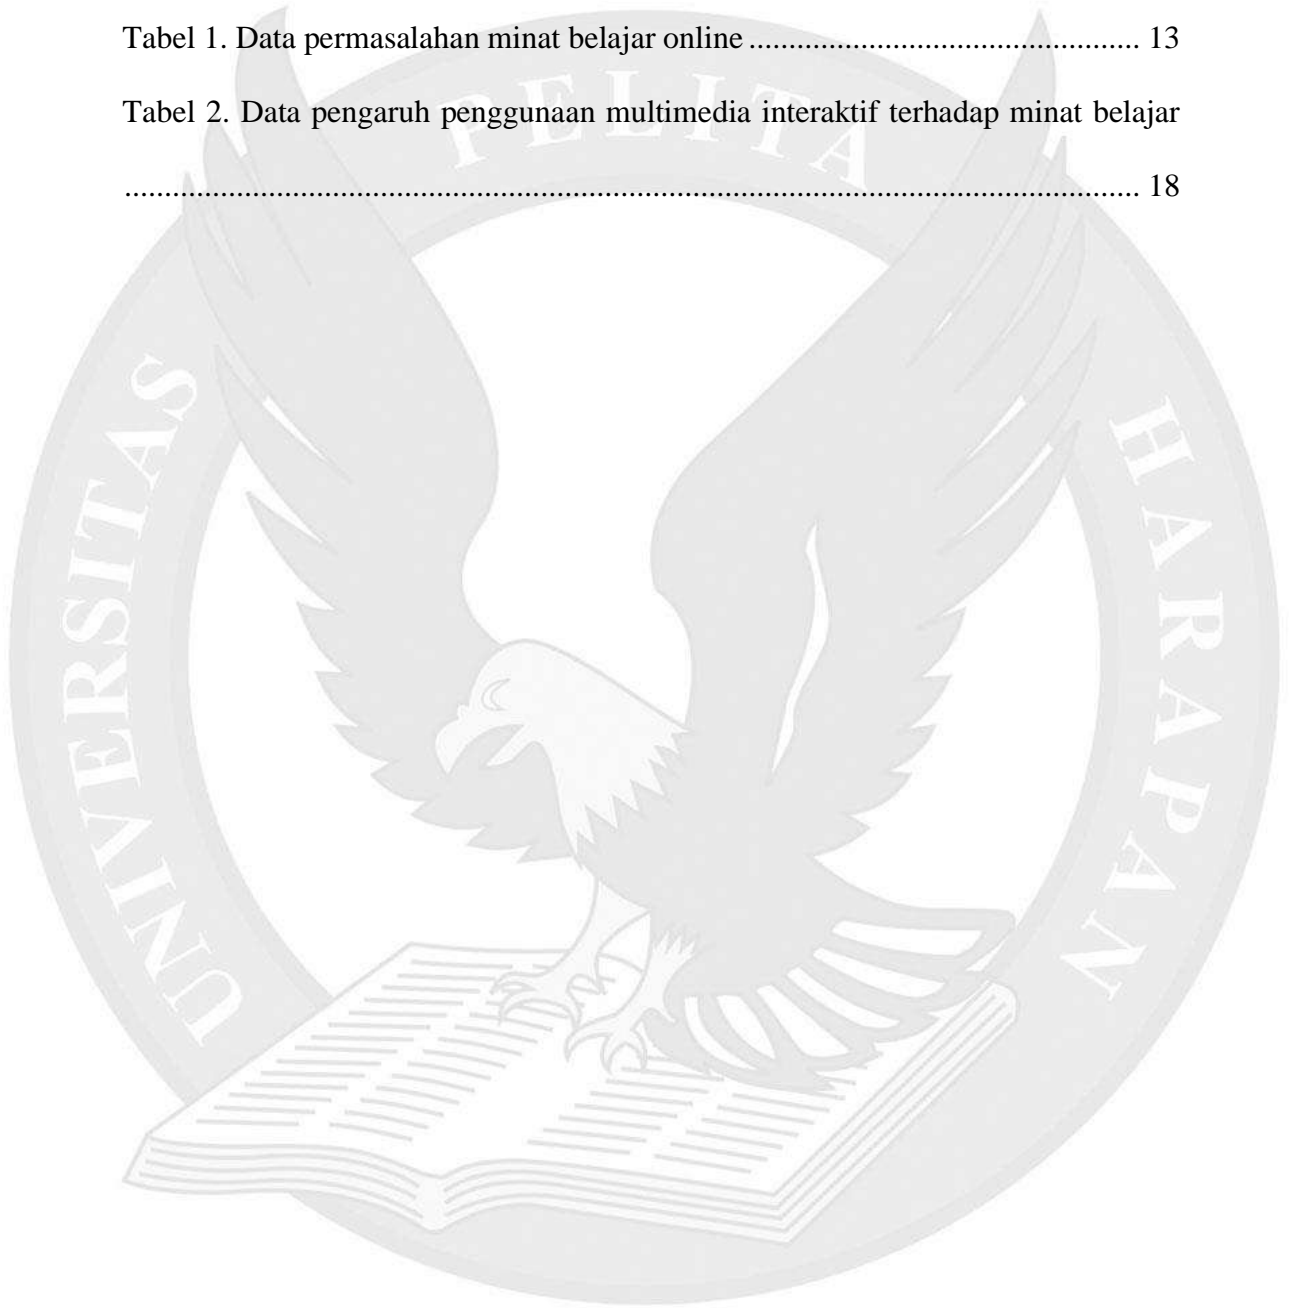 Tabel 1. Data permasalahan minat belajar online ................................................ 13
Tabel 2. Data pengaruh penggunaan multimedia interaktif terhadap minat belajar
............................................................................................................................... 18
UNIVERSITAS
PELITA
HARAPAN